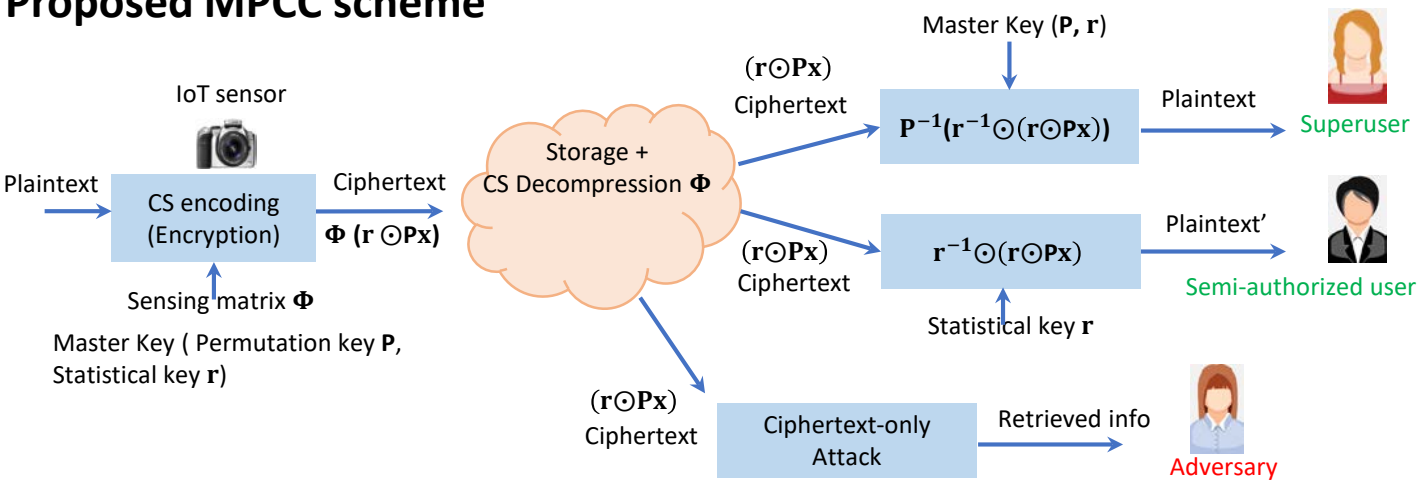 Proposed MPCC scheme
IoT sensor
Plaintext
CS encoding
(Encryption)
Ciphertext
𝚽 (𝐫 ⊙𝐏𝐱)
Sensing matrix 𝚽
Master Key ( Permutation key P,
Statistical key 𝐫)
Storage +
CS Decompression 𝚽
(𝐫⊙𝐏𝐱)
Ciphertext
Master Key (P, 𝐫)
𝐏⁻¹(𝐫⁻¹⊙(𝐫⊙𝐏𝐱))
Plaintext
Superuser
(𝐫⊙𝐏𝐱)
Ciphertext
𝐫⁻¹⊙(𝐫⊙𝐏𝐱)
Statistical key 𝐫
Plaintext’
Semi-authorized user
(𝐫⊙𝐏𝐱)
Ciphertext
Ciphertext-only
Attack
Retrieved info
Adversary